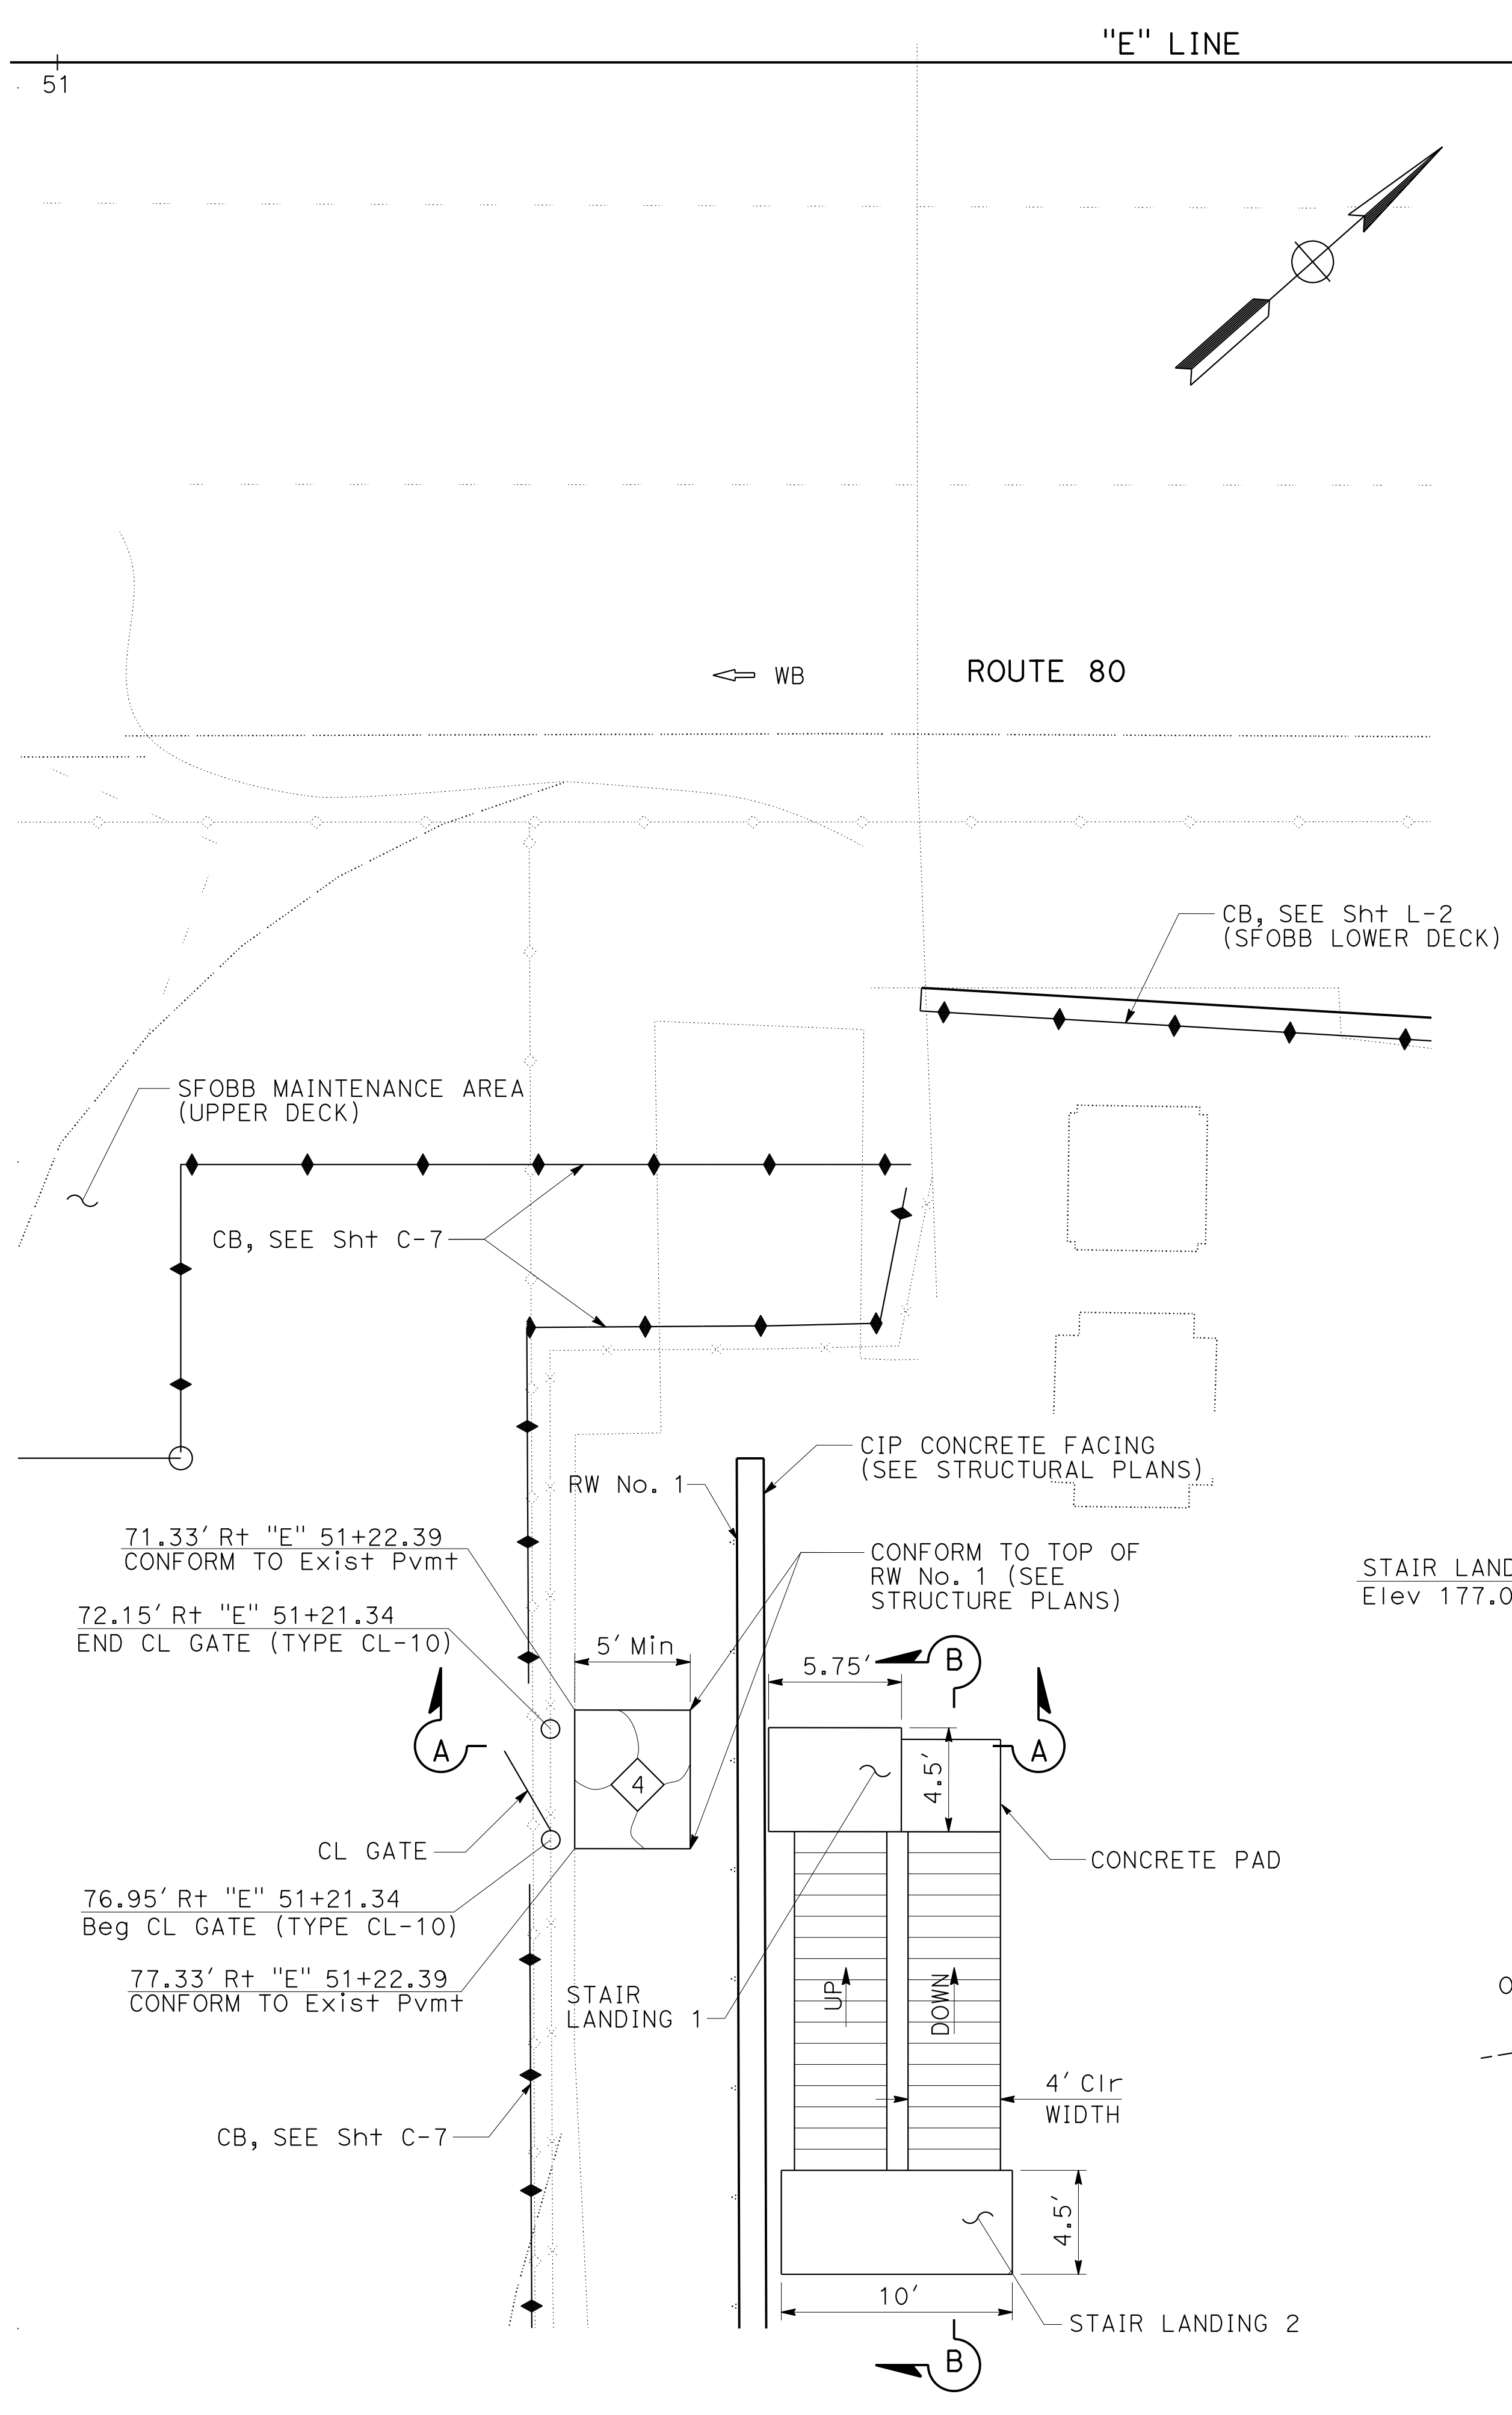 "E" LINE
51
WB
ROUTE 80
CB, SEE Sht L-2
(SFOBB LOWER DECK)
SFOBB MAINTENANCE AREA
(UPPER DECK)
CB, SEE Sht C-7
CIP CONCRETE FACING
(SEE STRUCTURAL PLANS)
RW No. 1
71.33' Rt "E" 51+22.39
CONFORM TO Exist Pvmt
CONFORM TO TOP OF
RW No. 1 (SEE
STRUCTURE PLANS)
STAIR LAND
Elev 177.0
72.15' Rt "E" 51+21.34
END CL GATE (TYPE CL-10)
5' Min
5.75'
B
A
A
4
4.5'
CL GATE
CONCRETE PAD
76.95' Rt "E" 51+21.34
Beg CL GATE (TYPE CL-10)
77.33' Rt "E" 51+22.39
CONFORM TO Exist Pvmt
STAIR
LANDING 1
UP
DOWN
O
4' Clr
WIDTH
CB, SEE Sht C-7
4.5'
10'
STAIR LANDING 2
B